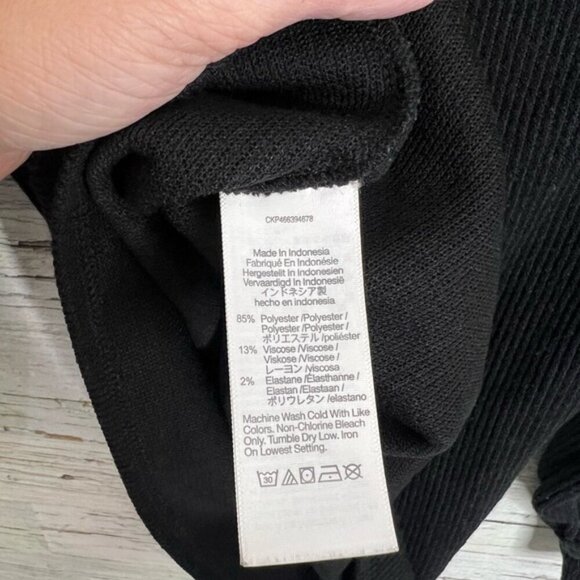 CKP466394678
Made In Indonesia
Fabriqué En Indonésie
Hergestellt In Indonesien
Vervaardigd In Indonesië
インドネシア製
hecho en indonesia
85% Polyester /Polyester /
Polyester /Polyester /
ポリエステル /poliéster
13% Viscose /Viscose /
Viskose /Viscose /
レーヨン /viscosa
2% Elastane /Élasthanne /
Elastan /Elastaan /
ポリウレタン /elastano
Machine Wash Cold With Like
Colors. Non-Chlorine Bleach
Only. Tumble Dry Low. Iron
On Lowest Setting.
30